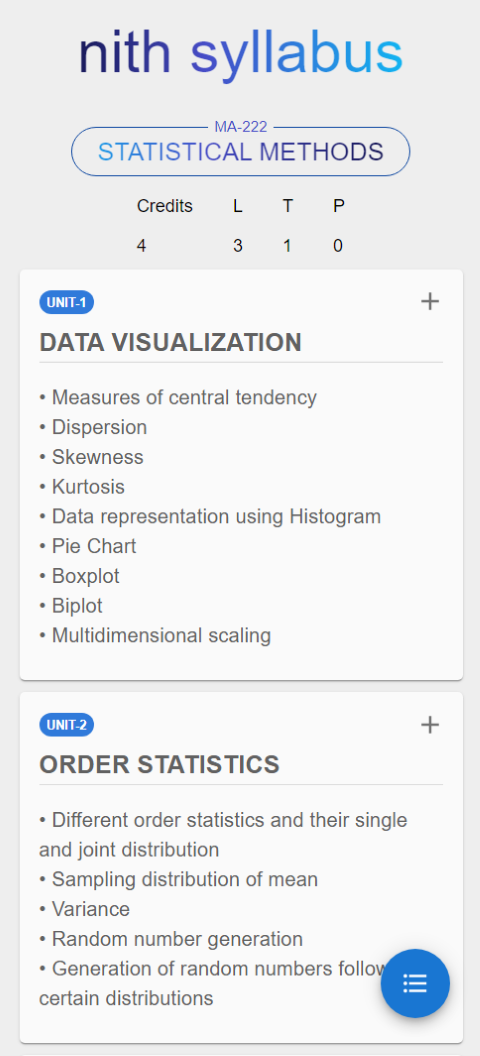 nith syllabus
MA-222
STATISTICAL METHODS
Credits L T P
4 3 1 0
UNIT-1
DATA VISUALIZATION
• Measures of central tendency
• Dispersion
• Skewness
• Kurtosis
• Data representation using Histogram
• Pie Chart
• Boxplot
• Biplot
• Multidimensional scaling
UNIT-2
ORDER STATISTICS
• Different order statistics and their single
and joint distribution
• Sampling distribution of mean
• Variance
• Random number generation
• Generation of random numbers
certain distributions